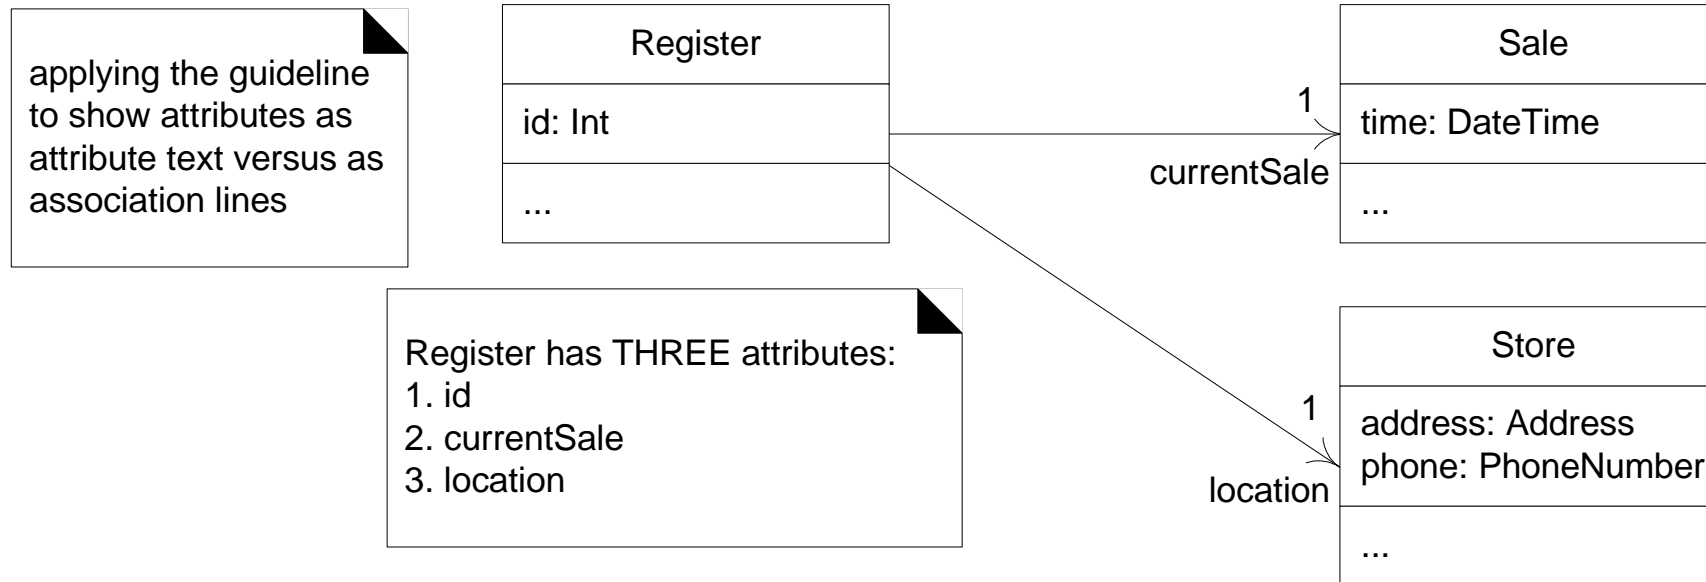 applying the guideline
to show attributes as
attribute text versus as
association lines
Register
id: Int
...
1
currentSale
Sale
time: DateTime
...
Register has THREE attributes:
1. id
2. currentSale
3. location
1
location
Store
address: Address
phone: PhoneNumber
...